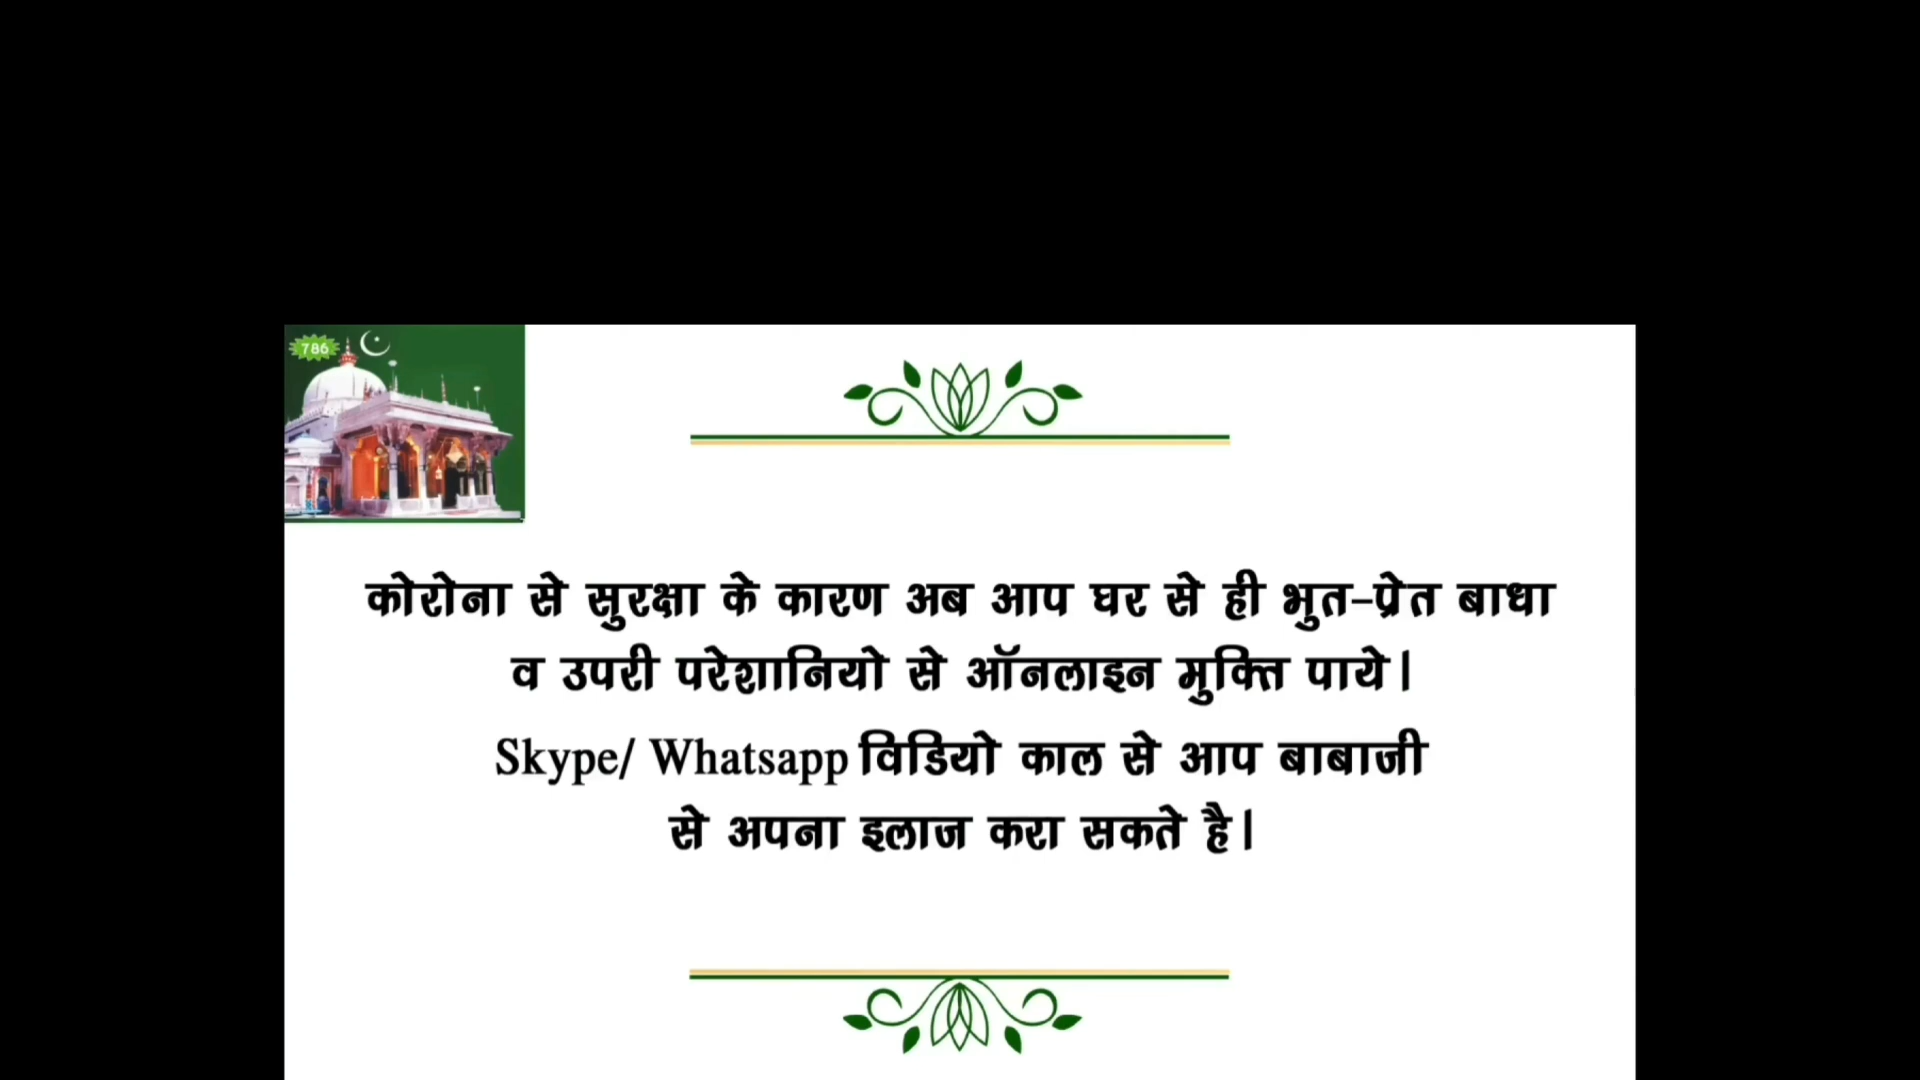 786
कोरोना से सुरक्षा के कारण अब आप घर से ही भुत-प्रेत बाधा
व उपरी परेशानियो से ऑनलाइन मुक्ति पाये।
Skype/ Whatsapp विडियो काल से आप बाबाजी
से अपना इलाज करा सकते है।